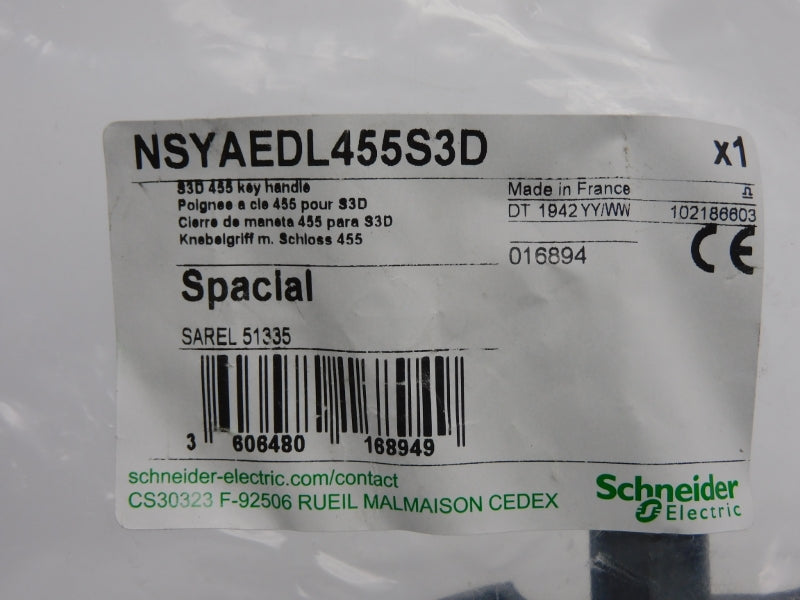 NSYAEDL455S3D x1
S3D 455 key handle
Poignee a cle 455 pour S3D
Cierre de maneta 455 para S3D
Knebelgriff m. Schloss 455
Made in France
DT 1942 YY/WW 102186603
016894 CE
Spacial
SAREL 51335
3 606480 168949
schneider-electric.com/contact
CS30323 F-92506 RUEIL MALMAISON CEDEX
Schneider
Electric